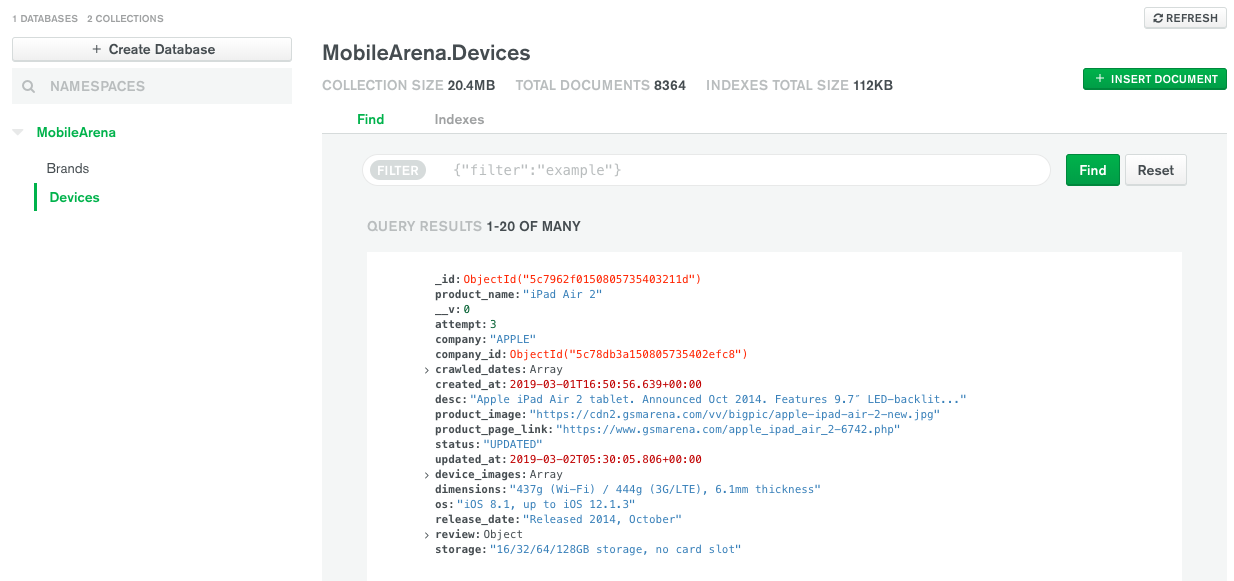 1 DATABASES 2 COLLECTIONS
REFRESH
+ Create Database
NAMESPACES
MobileArena
Brands
Devices
MobileArena.Devices
COLLECTION SIZE 20.4MB TOTAL DOCUMENTS 8364 INDEXES TOTAL SIZE 112KB
+ INSERT DOCUMENT
Find Indexes
FILTER {"filter":"example"} Find Reset
QUERY RESULTS 1-20 OF MANY
_id: ObjectId("5c7962f0150805735403211d")
product_name: "iPad Air 2"
__v: 0
attempt: 3
company: "APPLE"
company_id: ObjectId("5c78db3a150805735402efc8")
> crawled_dates: Array
created_at: 2019-03-01T16:50:56.639+00:00
desc: "Apple iPad Air 2 tablet. Announced Oct 2014. Features 9.7″ LED-backlit..."
product_image: "https://cdn2.gsmarena.com/vv/bigpic/apple-ipad-air-2-new.jpg"
product_page_link: "https://www.gsmarena.com/apple_ipad_air_2-6742.php"
status: "UPDATED"
updated_at: 2019-03-02T05:30:05.806+00:00
> device_images: Array
dimensions: "437g (Wi-Fi) / 444g (3G/LTE), 6.1mm thickness"
os: "iOS 8.1, up to iOS 12.1.3"
release_date: "Released 2014, October"
> review: Object
storage: "16/32/64/128GB storage, no card slot"